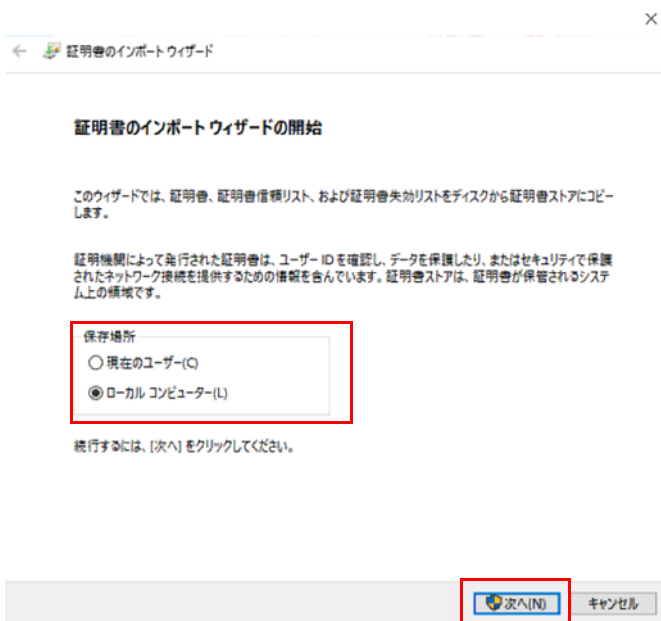 証明書のインポート ウィザード
証明書のインポート ウィザードの開始
このウィザードでは、証明書、証明書信頼リスト、および証明書失効リストをディスクから証明書ストアにコピー
します。
証明機関によって発行された証明書は、ユーザー ID を確認し、データを保護したり、またはセキュリティで保護
されたネットワーク接続を提供するための情報を含んでいます。証明書ストアは、証明書が保管されるシステ
ム上の領域です。
保存場所
現在のユーザー(C)
ローカル コンピューター(L)
続行するには、[次へ] をクリックしてください。
次へ(N)
キャンセル